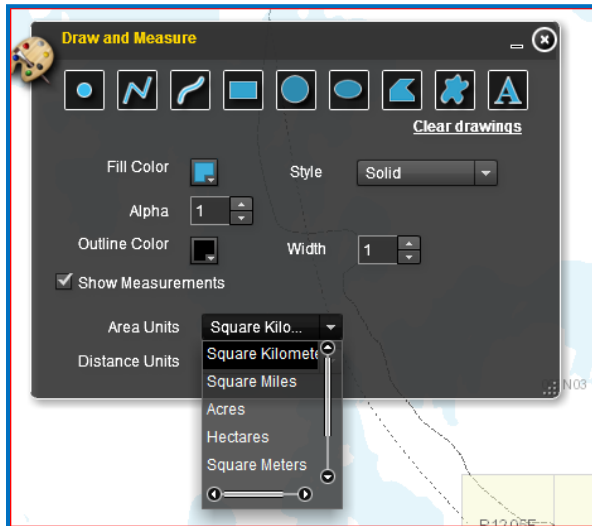 Draw and Measure
A
Clear drawings
Fill Color Style Solid
Alpha 1
Outline Color Width 1
Show Measurements
Area Units Square Kilo...
Distance Units
Square Kilomete
Square Miles
Acres
Hectares
Square Meters
N03